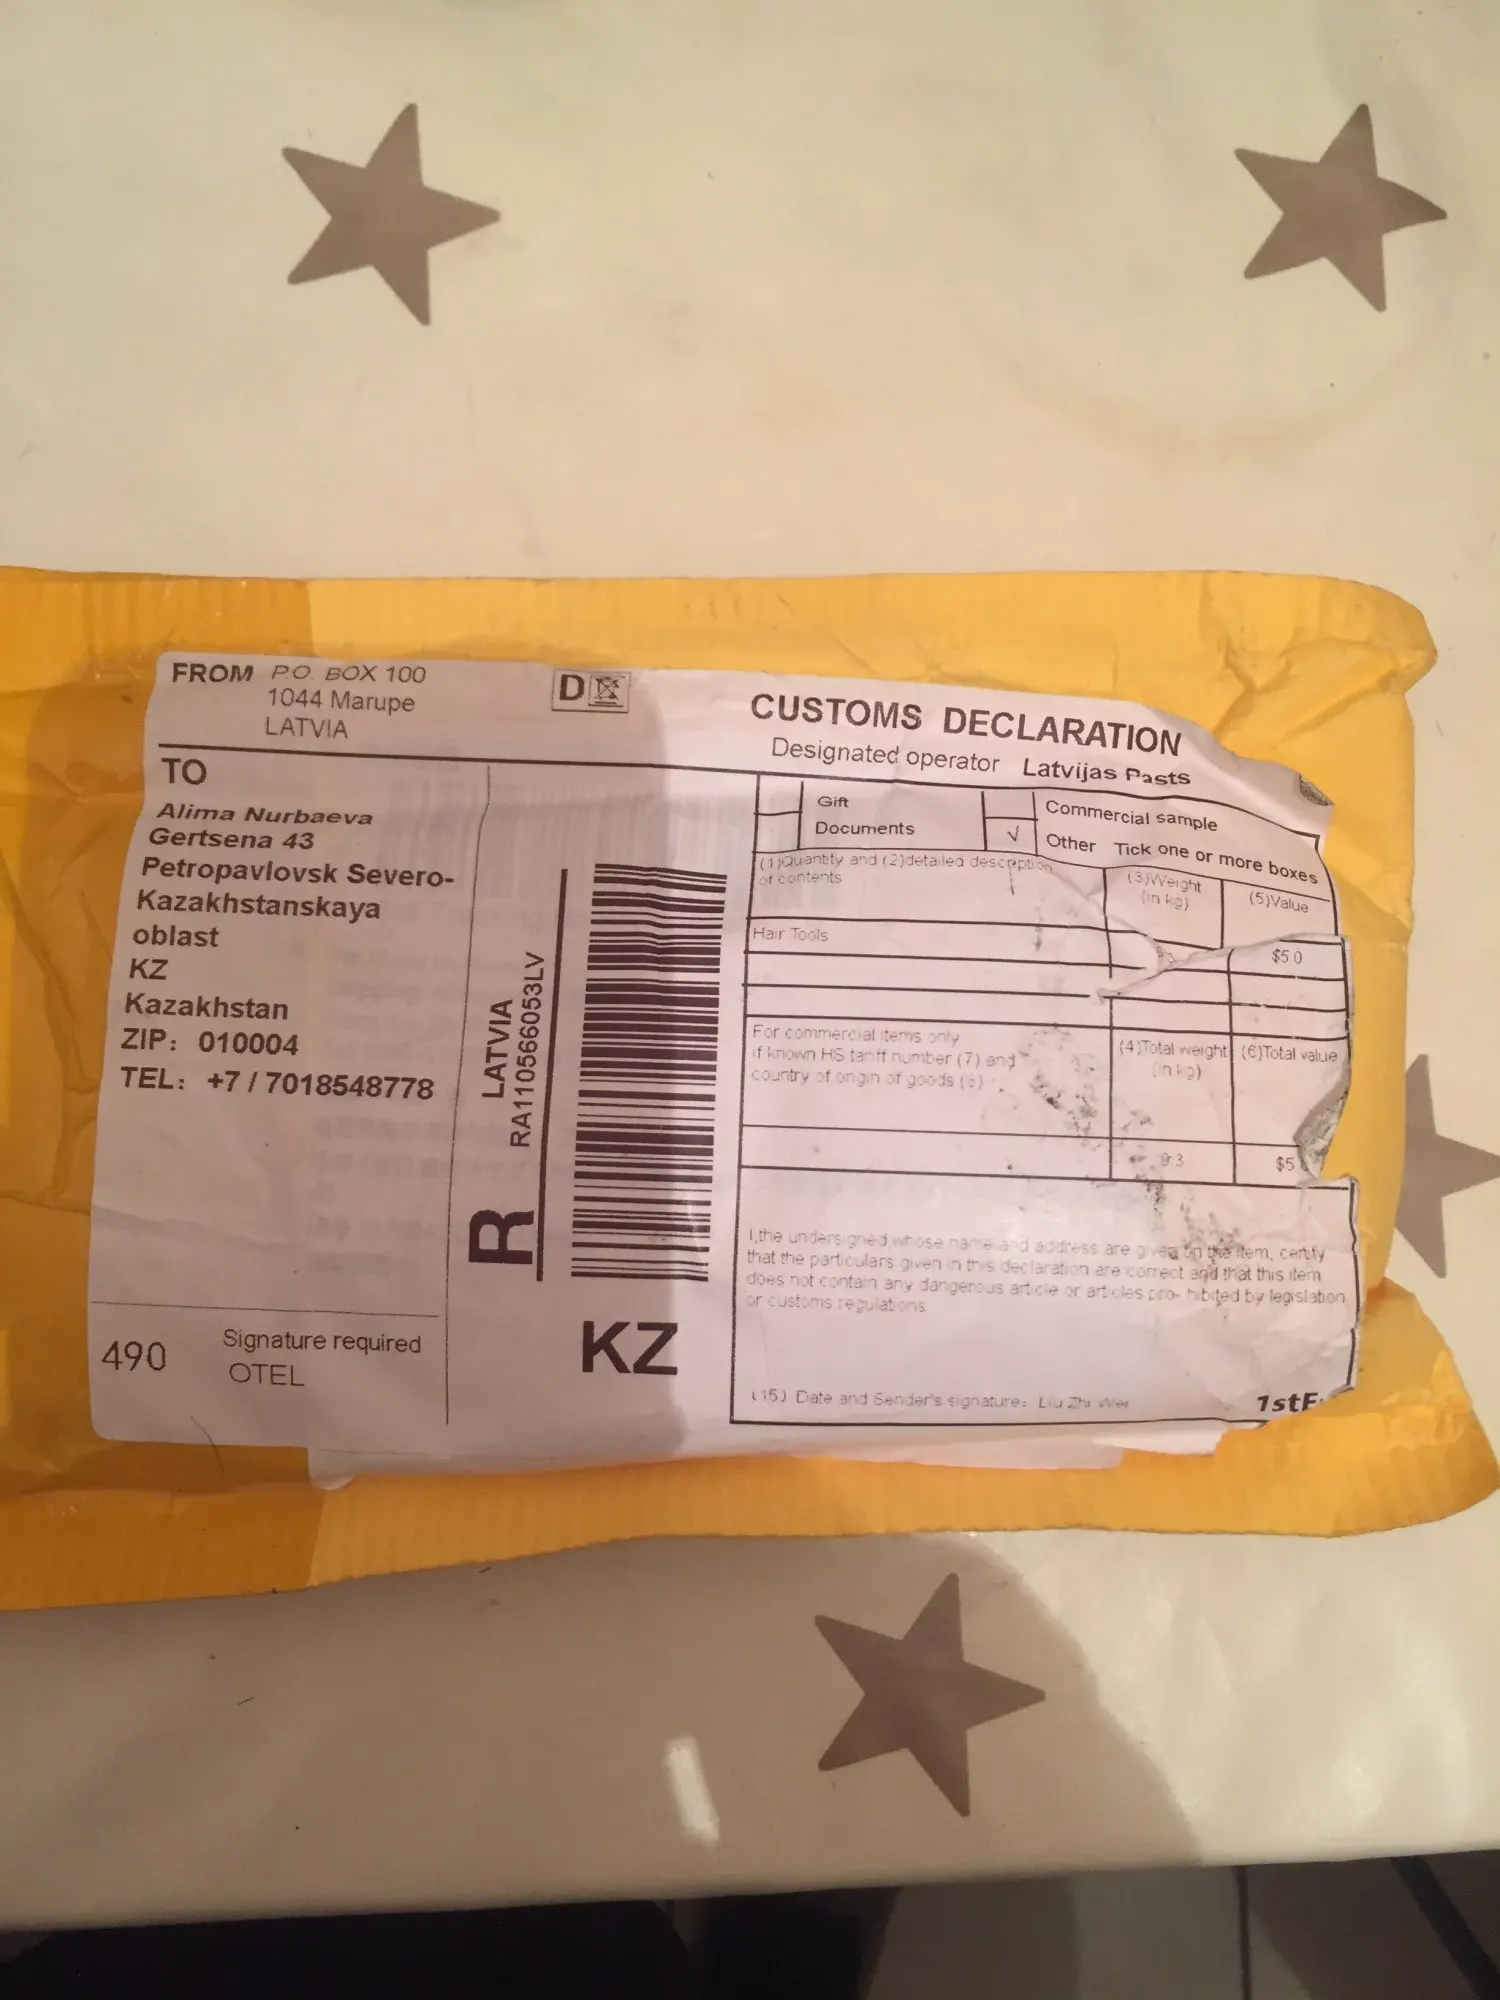 FROM P.O. BOX 100
1044 Marupe
LATVIA
D
TO
Alima Nurbaeva
Gertsena 43
Petropavlovsk Severo-
Kazakhstanskaya
oblast
KZ
Kazakhstan
ZIP: 010004
TEL: +7/7018548778
490
Signature required
OTEL
LATVIA
RA110566053LV
R
KZ
CUSTOMS DECLARATION
Designated operator Latvijas Pasts
Gift
Commercial sample
Documents
√ Other Tick one or more boxes
(1)Quantity and (2)detailed description
of contents
(3)Weight
(in kg)
(5)Value
Hair Tools
$5 0
For commercial items only
if known HS tariff number (7) and
country of origin of goods (8)
(4)Total weight
(in kg)
(6)Total value
$5
I,the undersigned,whose name and address are given on the item, certify
that the particulars given in this declaration are correct and that this item
does not contain any dangerous article or articles pro- hibited by legislation
or customs regulations
(15) Date and Sender's signature: Liu Zhi Wei